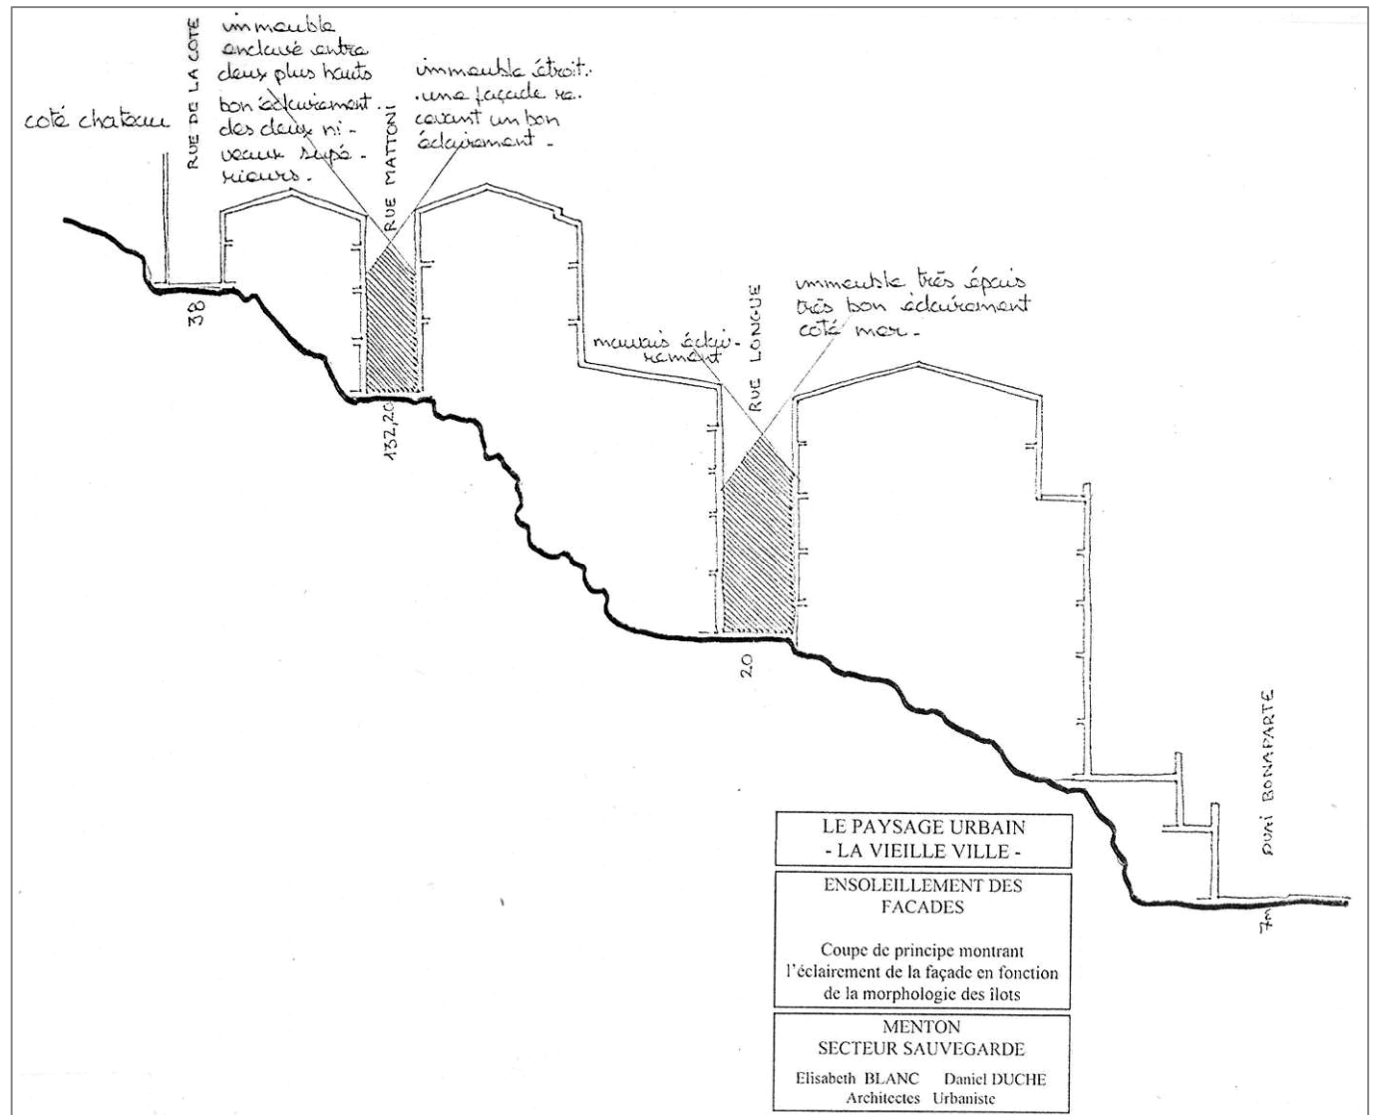 coté chateau
RUE DE LA COTE
immeuble
enclavé entre
deux plus hauts
bon éclairement.
des deux ni-
veaux supé-
rieurs.
RUE MATTONI
immeuble étroit.
une façade re.
cevant un bon
éclairement -
38
132,20
mauvais éclai-
rement
RUE LONGUE
immeuble très épais
très bon éclairement
coté mer.
20
QUAI BONAPARTE
7m
LE PAYSAGE URBAIN
- LA VIEILLE VILLE -
ENSOLEILLEMENT DES
FACADES
Coupe de principe montrant
l'éclairement de la façade en fonction
de la morphologie des îlots
MENTON
SECTEUR SAUVEGARDE
Elisabeth BLANC Daniel DUCHE
Architectes Urbaniste